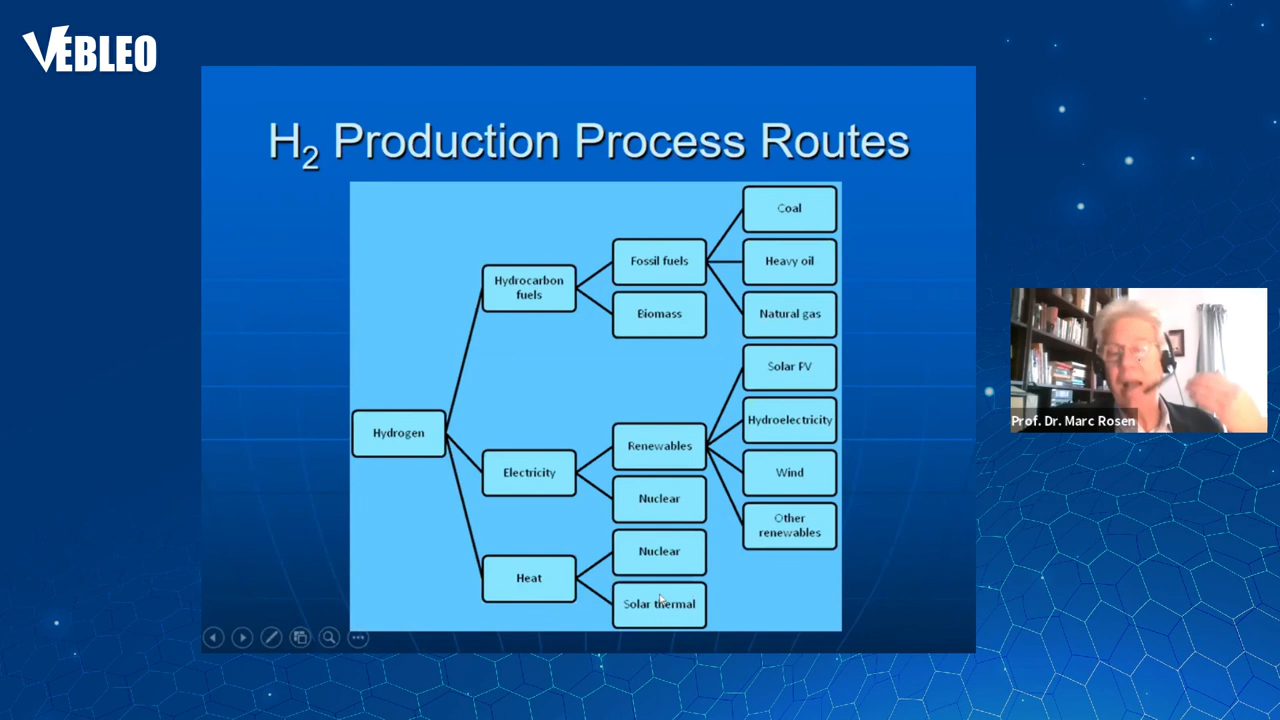 VEBLEO
H2 Production Process Routes
Coal
Fossil fuels
Heavy oil
Hydrocarbon
fuels
Biomass
Natural gas
Solar PV
Hydrogen
Renewables
Hydroelectricity
Electricity
Wind
Nuclear
Other
renewables
Nuclear
Heat
Solar thermal
Prof. Dr. Marc Rosen